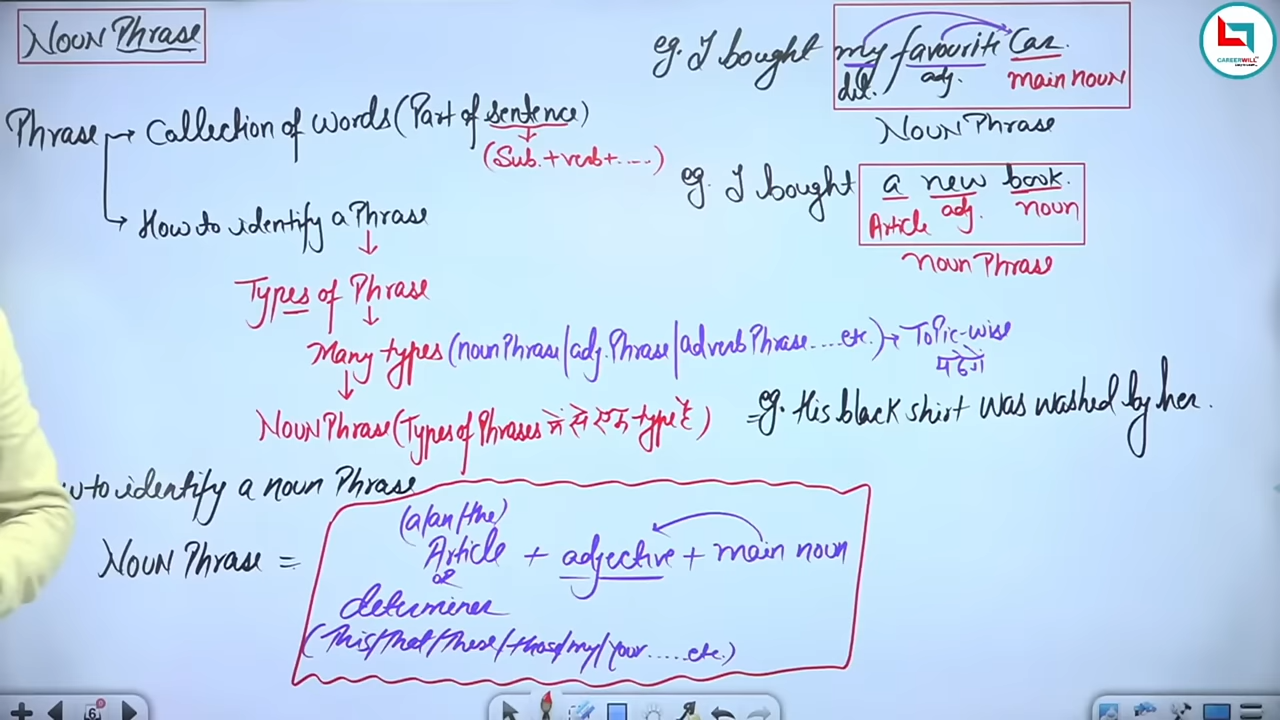 Noun Phrase
Phrase → Collection of words (Part of sentence)
(Sub. + verb + ....)
→ How to identify a Phrase
Types of Phrase
Many types (noun Phrase | adj. Phrase | adverb Phrase.....etc.) → Topic-wise
पढेंगे
Noun Phrase (Types of Phrases में से एक type है)
to identify a noun Phrase
Noun Phrase =
(a/an/the)
Article + adjective + main noun
or
determiner
(This/that/these/those/my/your.....etc.)
eg. I bought my favourite Car.
det. adj. main noun
Noun Phrase
eg. I bought a new book.
Article adj. noun
noun Phrase
eg. His black shirt was washed by her.
CAREERWILL
6